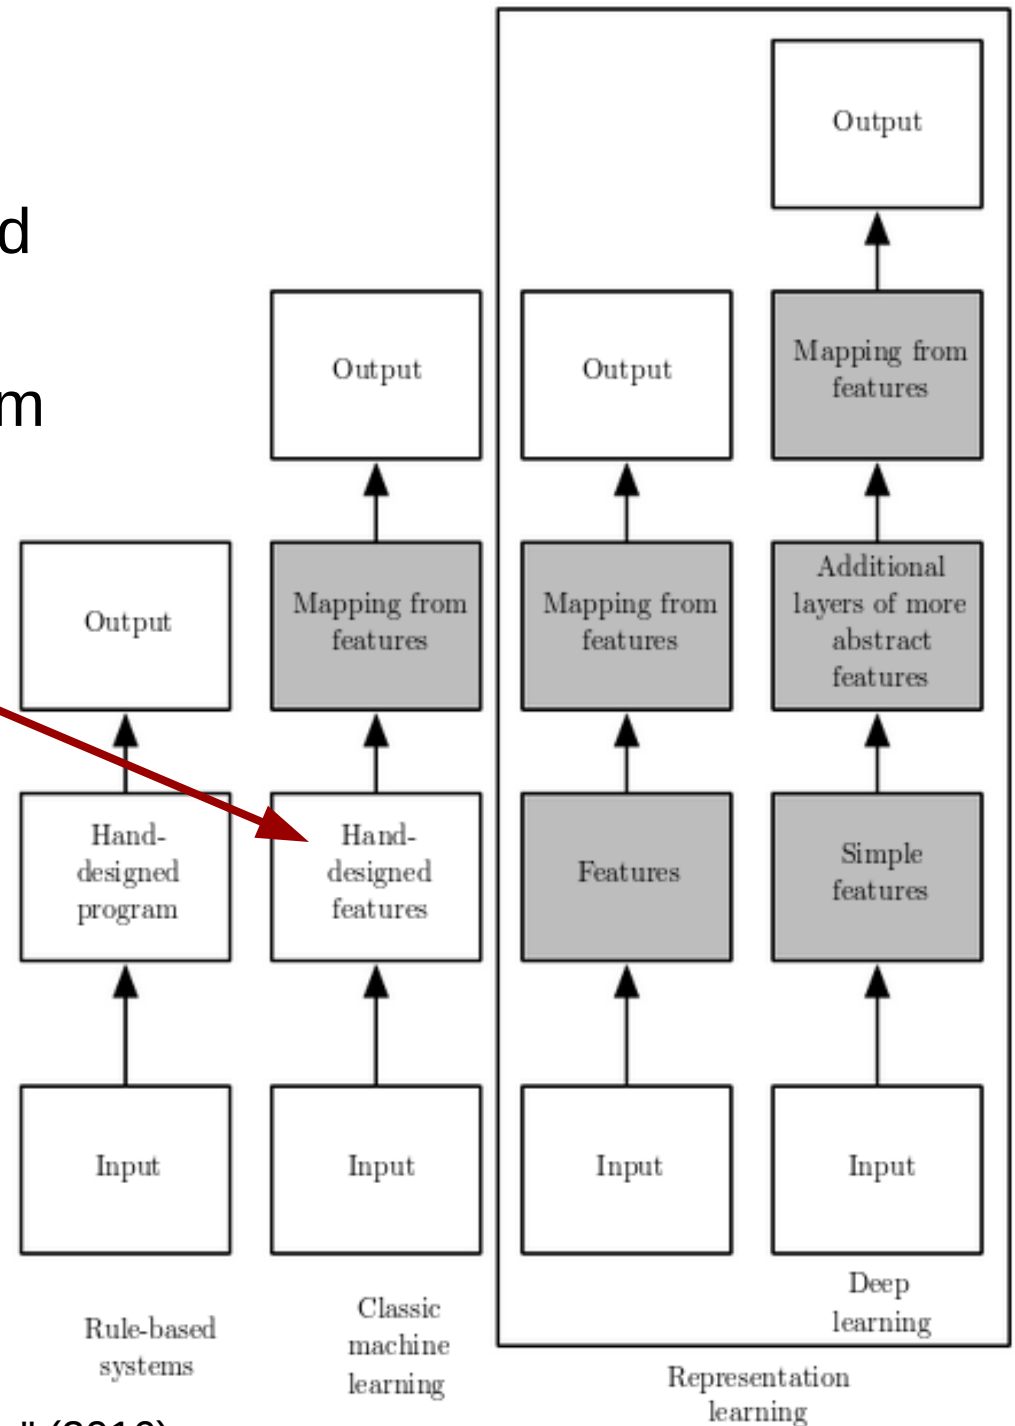 d
m
Output
Output
Output
Mapping from
features
Output
Mapping from
features
Mapping from
features
Additional
layers of more
abstract
features
Hand-
designed
program
Hand-
designed
features
Features
Simple
features
Input
Input
Input
Input
Rule-based
systems
Classic
machine
learning
Deep
learning
Representation
learning
" (2016)